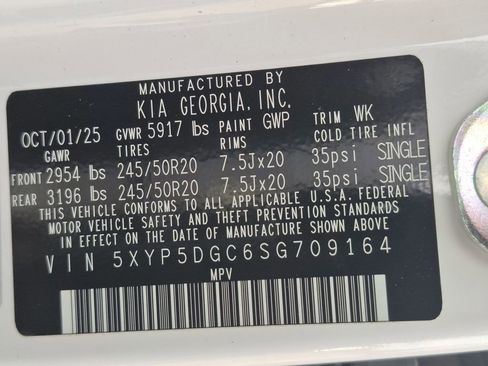 MANUFACTURED BY
KIA GEORGIA, INC.
OCT/01/25 GVWR 5917 lbs PAINT GWP TRIM WK
GAWR TIRES RIMS COLD TIRE INFL
FRONT 2954 lbs 245/50R20 7.5Jx20 35psi SINGLE
REAR 3196 lbs 245/50R20 7.5Jx20 35psi SINGLE
THIS VEHICLE CONFORMS TO ALL APPLICABLE U.S.A. FEDERAL
MOTOR VEHICLE SAFETY AND THEFT PREVENTION STANDARDS
IN EFFECT ON THE DATE OF MANUFACTURE SHOWN ABOVE.
VIN 5XYP5DGC6SG709164
MPV